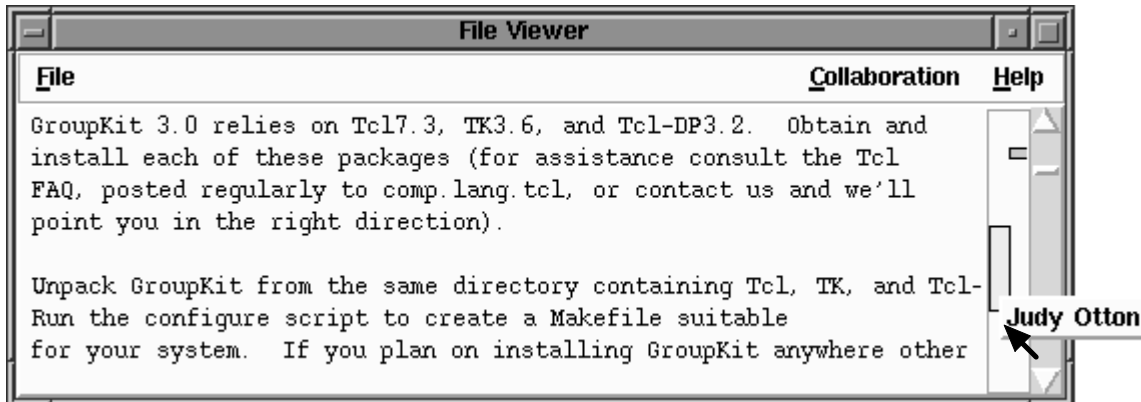 File Viewer
File Collaboration Help
GroupKit 3.0 relies on Tcl7.3, TK3.6, and Tcl-DP3.2. Obtain and
install each of these packages (for assistance consult the Tcl
FAQ, posted regularly to comp.lang.tcl, or contact us and we'll
point you in the right direction).
Unpack GroupKit from the same directory containing Tcl, TK, and Tcl-
Run the configure script to create a Makefile suitable
for your system. If you plan on installing GroupKit anywhere other
Judy Otton